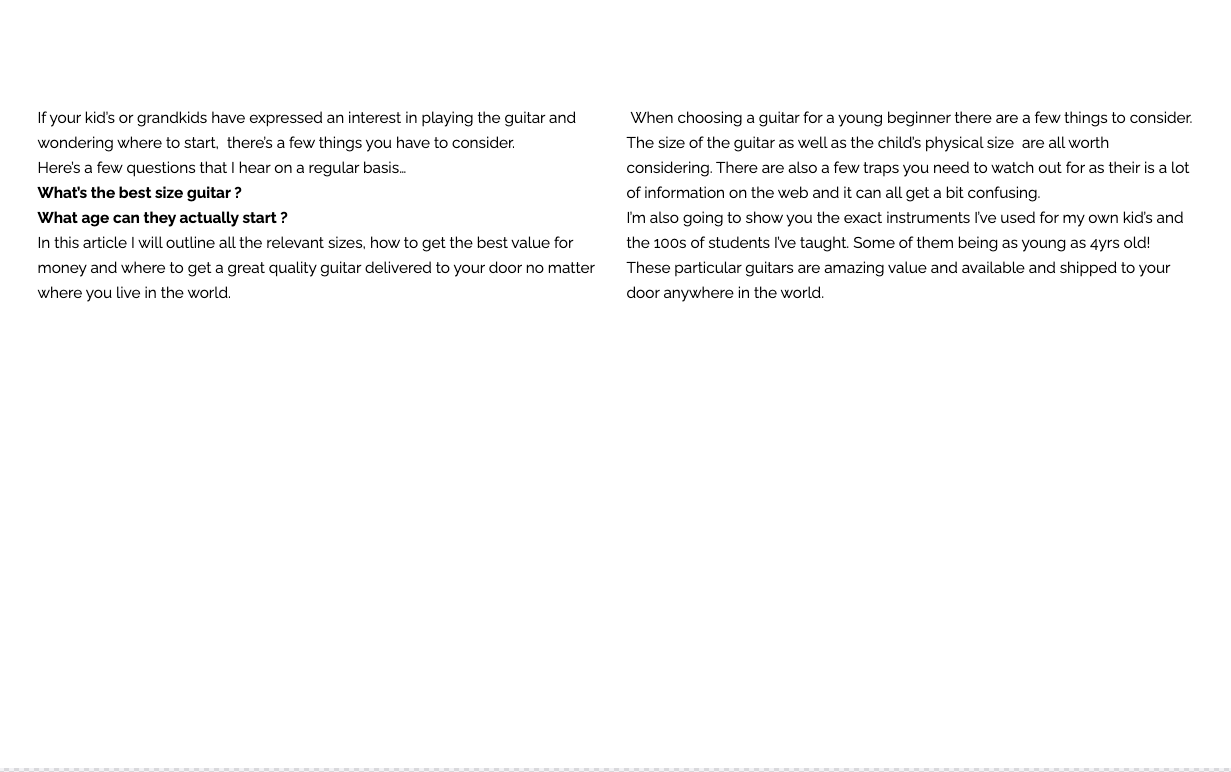 If your kid's or grandkids have expressed an interest in playing the guitar and
wondering where to start,  there's a few things you have to consider.
Here's a few questions that I hear on a regular basis…
What's the best size guitar ?
What age can they actually start ?
In this article I will outline all the relevant sizes, how to get the best value for
money and where to get a great quality guitar delivered to your door no matter
where you live in the world.
When choosing a guitar for a young beginner there are a few things to consider.
The size of the guitar as well as the child's physical size  are all worth
considering. There are also a few traps you need to watch out for as their is a lot
of information on the web and it can all get a bit confusing.
I'm also going to show you the exact instruments I've used for my own kid's and
the 100s of students I've taught. Some of them being as young as 4yrs old!
These particular guitars are amazing value and available and shipped to your
door anywhere in the world.